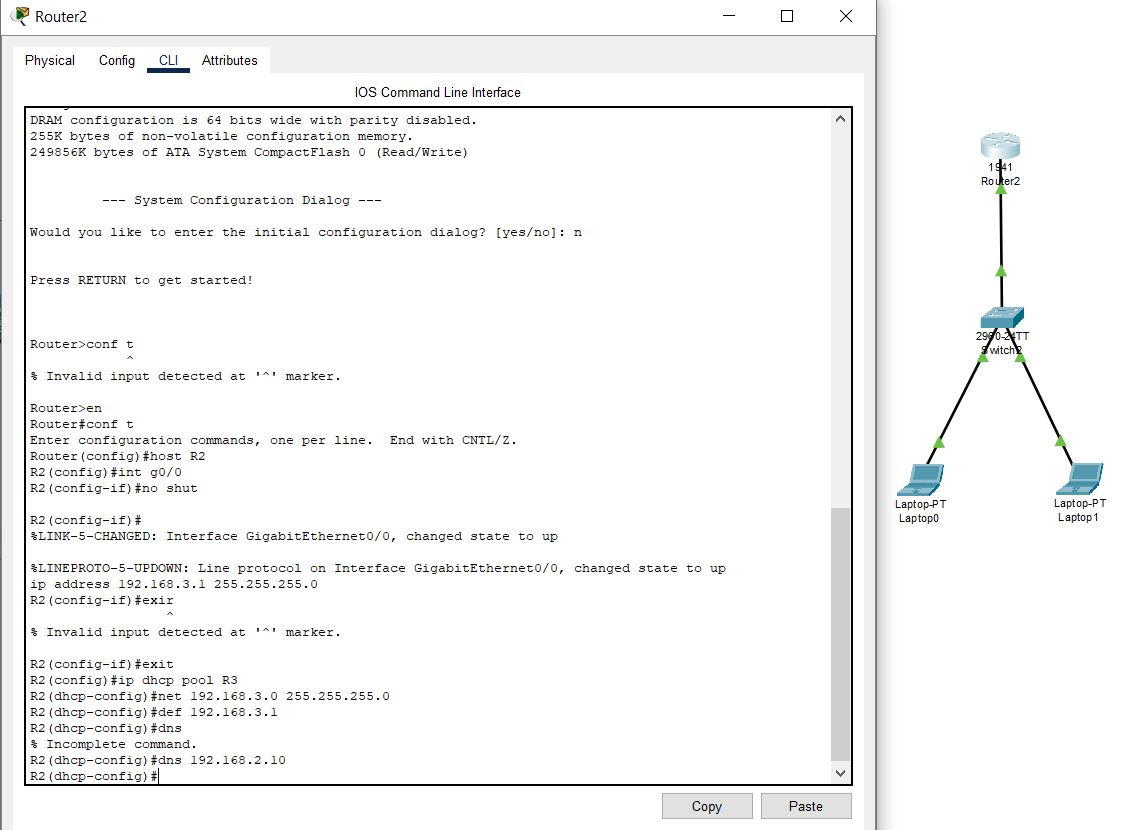 Router2
Physical Config CLI Attributes
IOS Command Line Interface
DRAM configuration is 64 bits wide with parity disabled.
255K bytes of non-volatile configuration memory.
249856K bytes of ATA System CompactFlash 0 (Read/Write)
--- System Configuration Dialog ---
Would you like to enter the initial configuration dialog? [yes/no]: n
Press RETURN to get started!
Router>conf t
^
% Invalid input detected at '^' marker.
Router>en
Router#conf t
Enter configuration commands, one per line.  End with CNTL/Z.
Router(config)#host R2
R2(config)#int g0/0
R2(config-if)#no shut
R2(config-if)#
%LINK-5-CHANGED: Interface GigabitEthernet0/0, changed state to up
%LINEPROTO-5-UPDOWN: Line protocol on Interface GigabitEthernet0/0, changed state to up
ip address 192.168.3.1 255.255.255.0
R2(config-if)#exir
^
% Invalid input detected at '^' marker.
R2(config-if)#exit
R2(config)#ip dhcp pool R3
R2(dhcp-config)#net 192.168.3.0 255.255.255.0
R2(dhcp-config)#def 192.168.3.1
R2(dhcp-config)#dns
% Incomplete command.
R2(dhcp-config)#dns 192.168.2.10
R2(dhcp-config)#
Copy Paste
1941
Router2
2960-24TT
Switch2
Laptop-PT
Laptop0
Laptop-PT
Laptop1